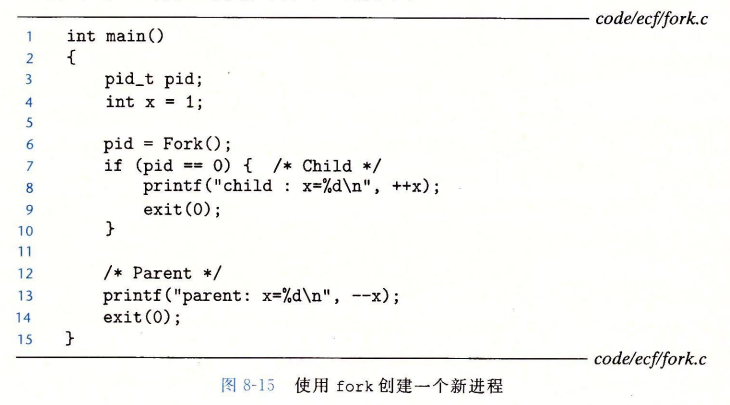 code/ecf/fork.c
1 int main()
2 {
3     pid_t pid;
4     int x = 1;
5
6     pid = Fork();
7     if (pid == 0) {  /* Child */
8         printf("child : x=%d\n", ++x);
9         exit(0);
10     }
11
12     /* Parent */
13     printf("parent: x=%d\n", --x);
14     exit(0);
15 }
code/ecf/fork.c
图 8-15 使用 fork 创建一个新进程